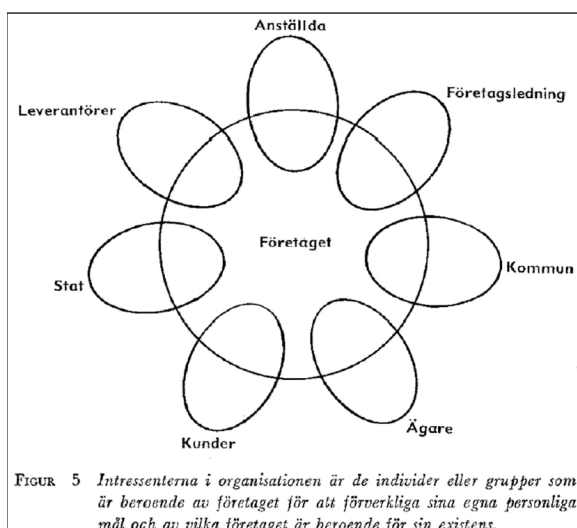 Anställda
Företagsledning
Leverantörer
Företaget
Kommun
Stat
Ägare
Kunder
FIGUR 5 Intressenterna i organisationen är de individer eller grupper som
är beroende av företaget för att förverkliga sina egna personliga
mål och av vilka företaget är beroende för sin existens.